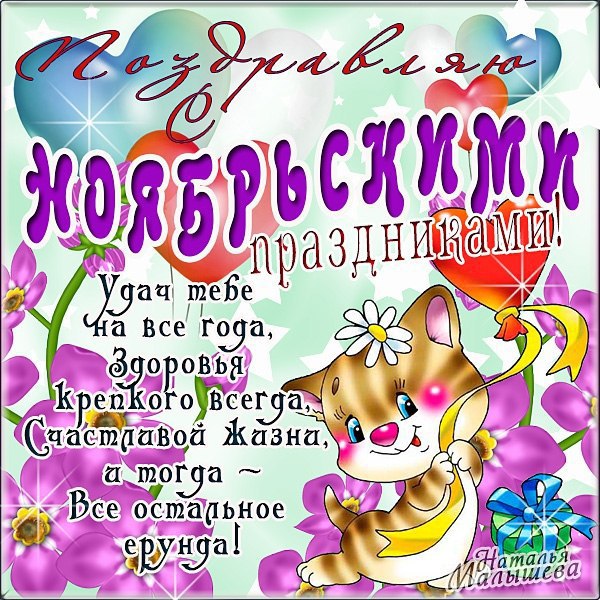 Поздравляю
С
НОЯБРЬСКИМИ
праздниками!
Удач тебе
на все года,
Здоровья
крепкого всегда,
Счастливой жизни,
а тогда ~
Все остальное
ерунда!
Наталья
Малышева